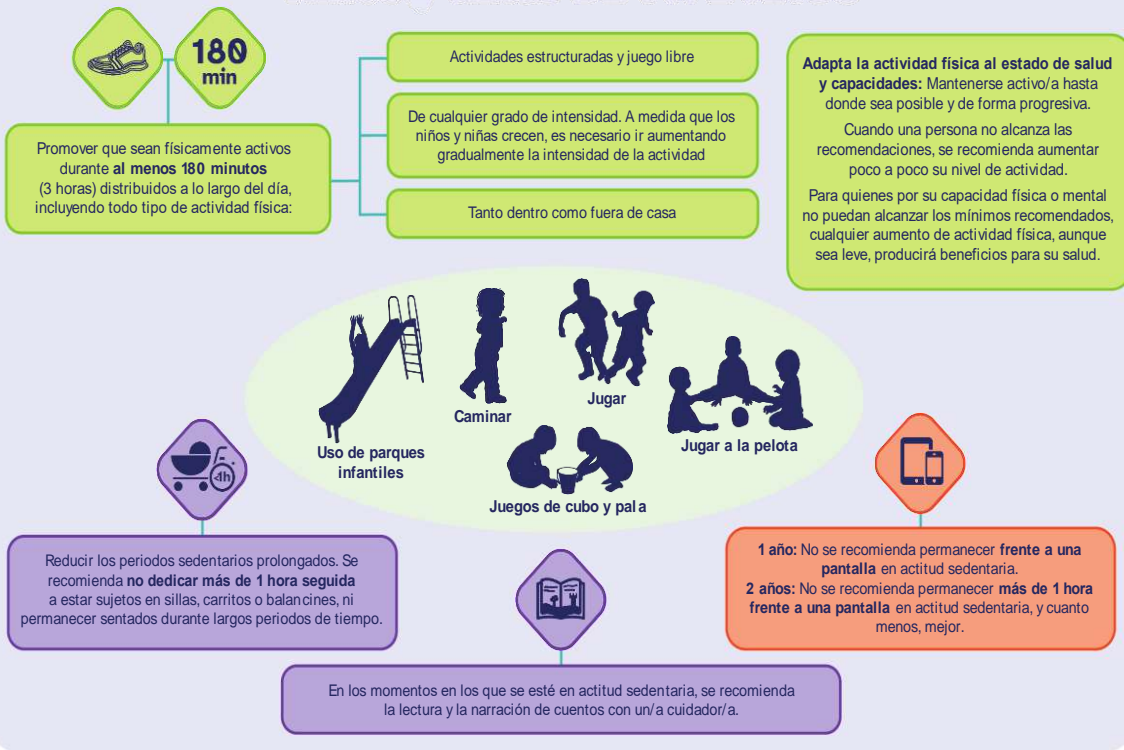 180
min
Promover que sean físicamente activos
durante al menos 180 minutos
(3 horas) distribuidos a lo largo del día,
incluyendo todo tipo de actividad física:
Actividades estructuradas y juego libre
De cualquier grado de intensidad. A medida que los
niños y niñas crecen, es necesario ir aumentando
gradualmente la intensidad de la actividad
Tanto dentro como fuera de casa
Adapta la actividad física al estado de salud
y capacidades: Mantenerse activo/a hasta
donde sea posible y de forma progresiva.
Cuando una persona no alcanza las
recomendaciones, se recomienda aumentar
poco a poco su nivel de actividad.
Para quienes por su capacidad física o mental
no puedan alcanzar los mínimos recomendados,
cualquier aumento de actividad física, aunque
sea leve, producirá beneficios para su salud.
Uso de parques
infantiles
Caminar
Jugar
Jugar a la pelota
Juegos de cubo y pala
1h
Reducir los periodos sedentarios prolongados. Se
recomienda no dedicar más de 1 hora seguida
a estar sujetos en sillas, carritos o balancines, ni
permanecer sentados durante largos periodos de tiempo.
En los momentos en los que se esté en actitud sedentaria, se recomienda
la lectura y la narración de cuentos con un/a cuidador/a.
1 año: No se recomienda permanecer frente a una
pantalla en actitud sedentaria.
2 años: No se recomienda permanecer más de 1 hora
frente a una pantalla en actitud sedentaria, y cuanto
menos, mejor.